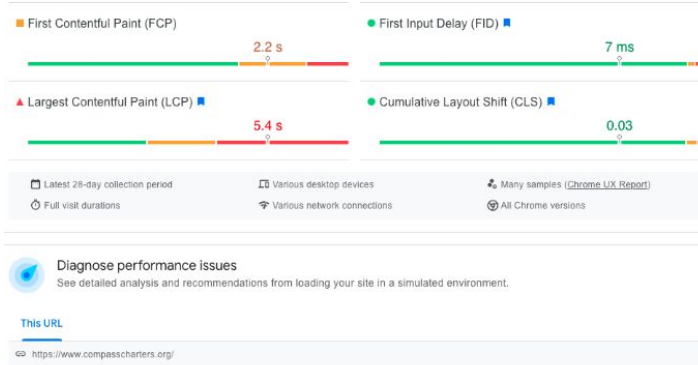 First Contentful Paint (FCP)
2.2 s
First Input Delay (FID)
7 ms
Largest Contentful Paint (LCP)
5.4 s
Cumulative Layout Shift (CLS)
0.03
Latest 28-day collection period
Various desktop devices
Many samples (Chrome UX Report)
Full visit durations
Various network connections
All Chrome versions
Diagnose performance issues
See detailed analysis and recommendations from loading your site in a simulated environment.
This URL
https://www.compasscharters.org/